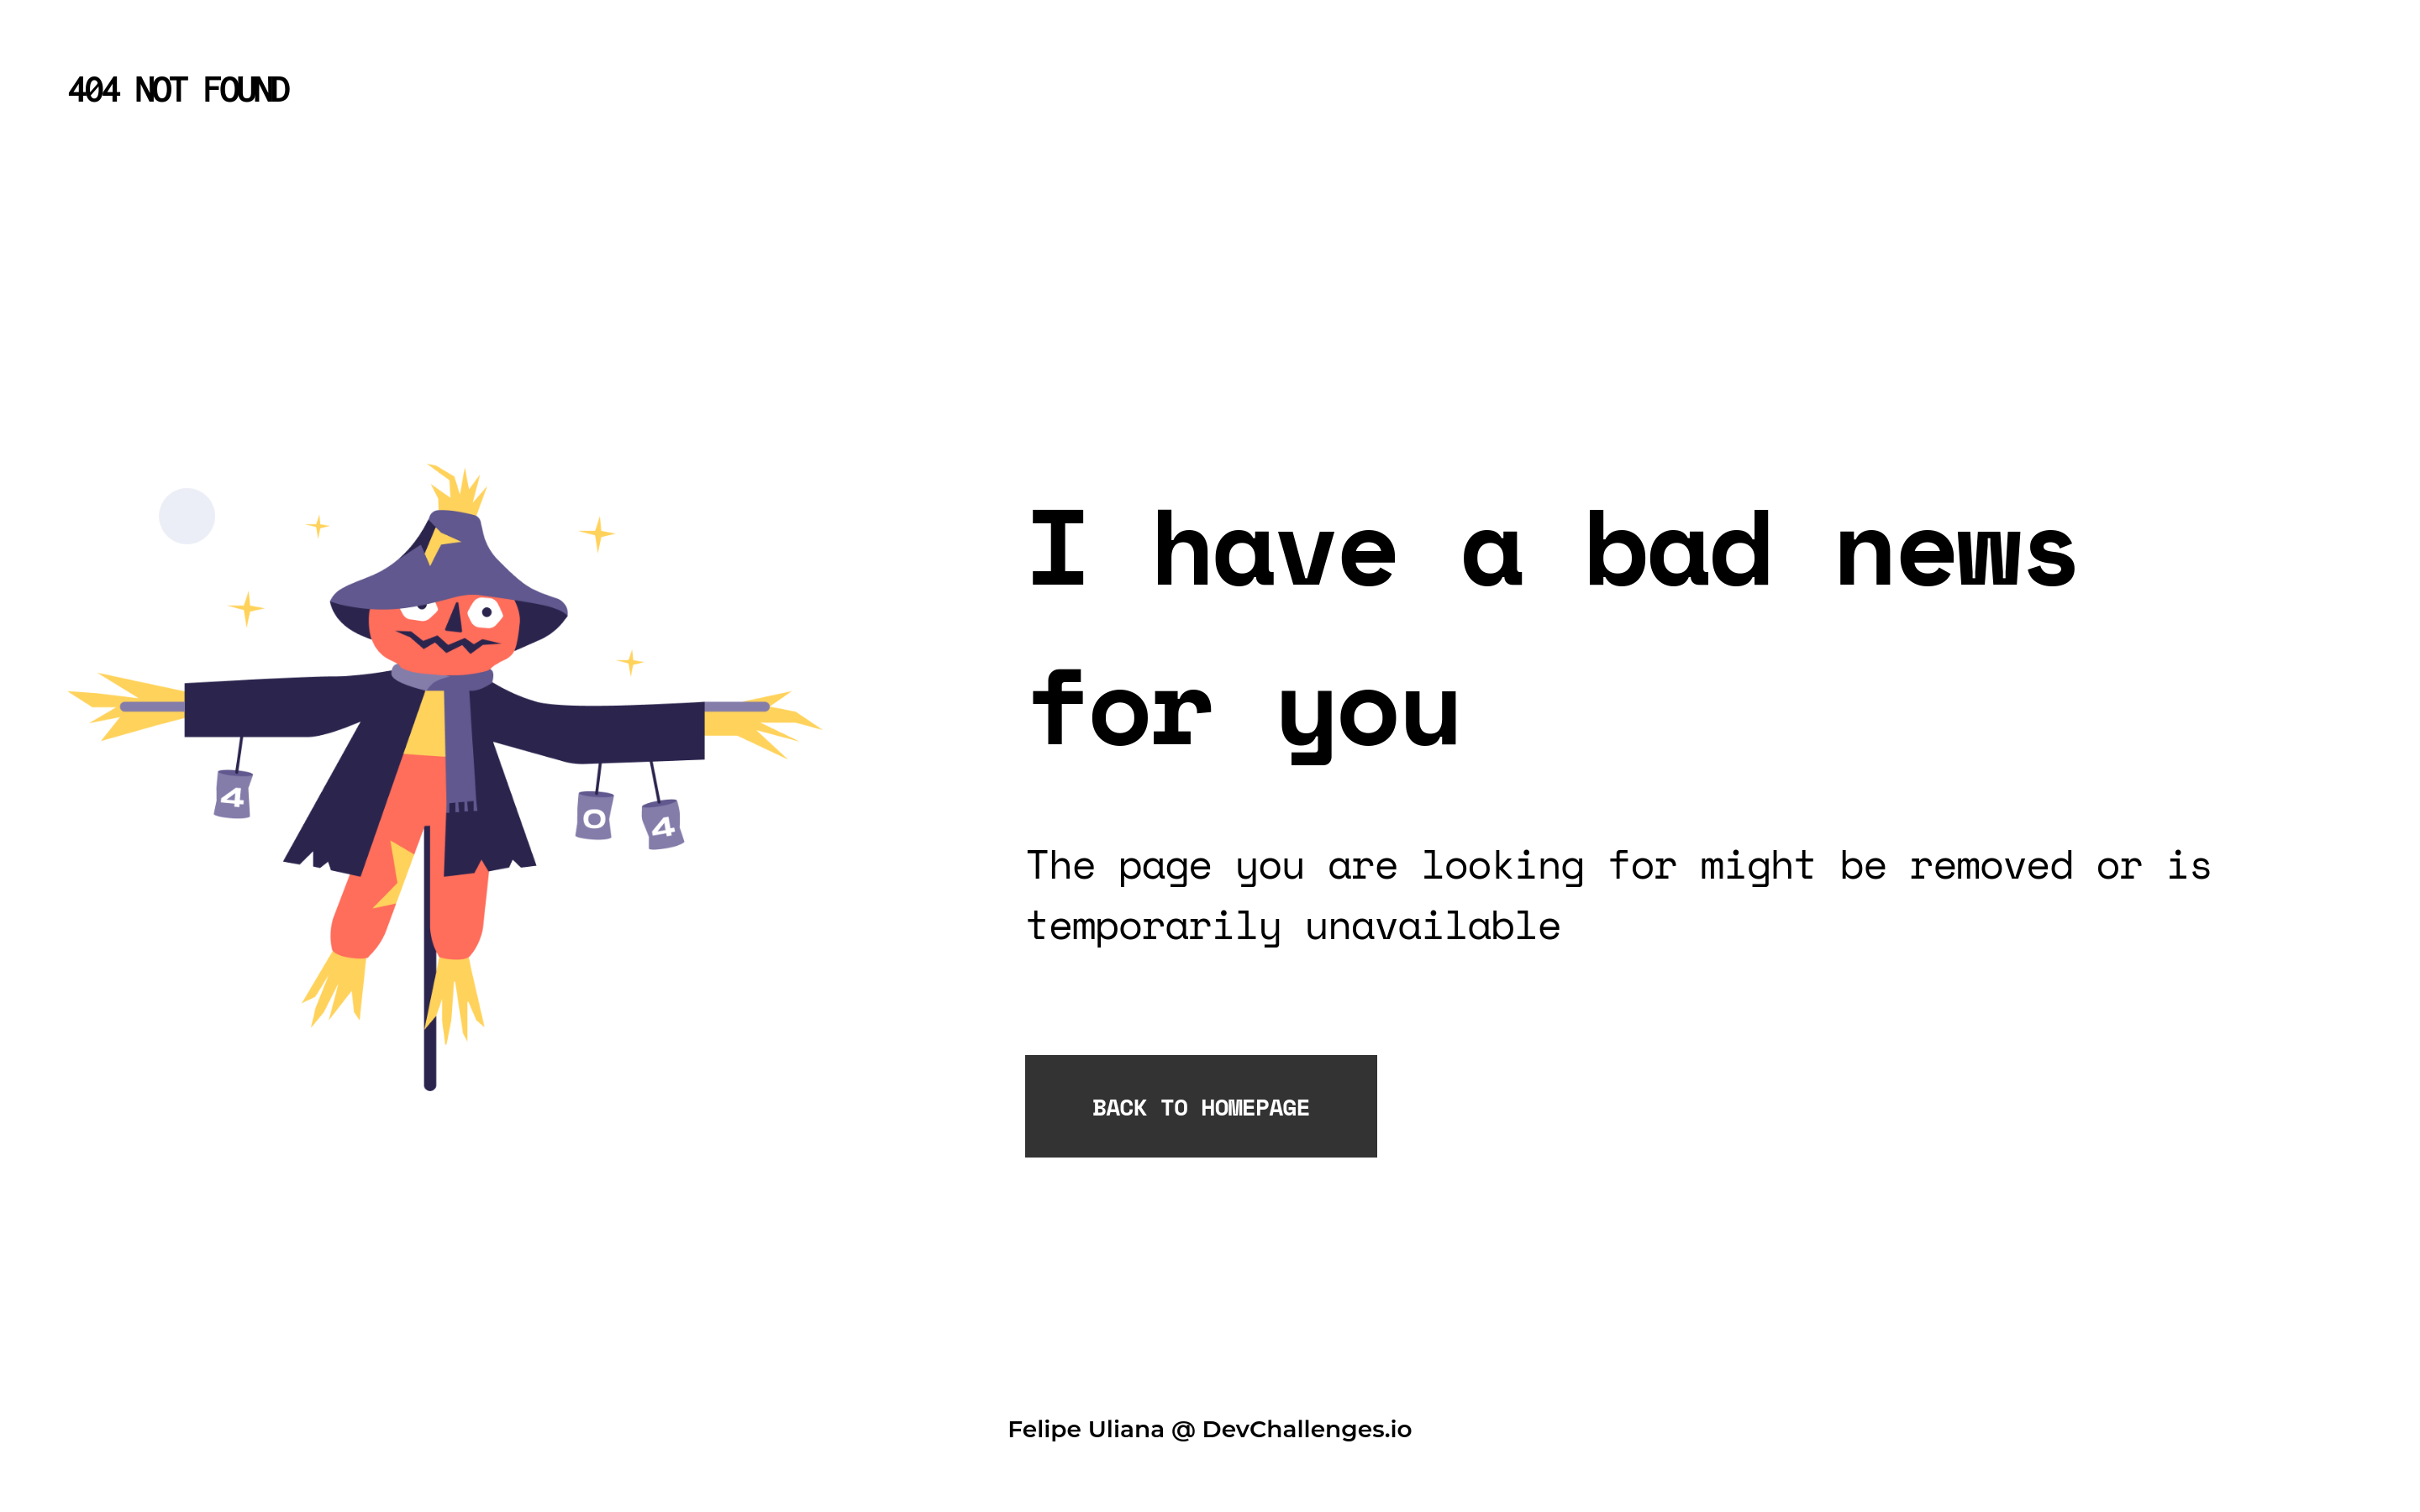 404 NOT FOUND
I have a bad news
for you
4
0
4
The page you are looking for might be removed or is
temporarily unavailable
BACK TO HOMEPAGE
Felipe Uliana @ DevChallenges.io